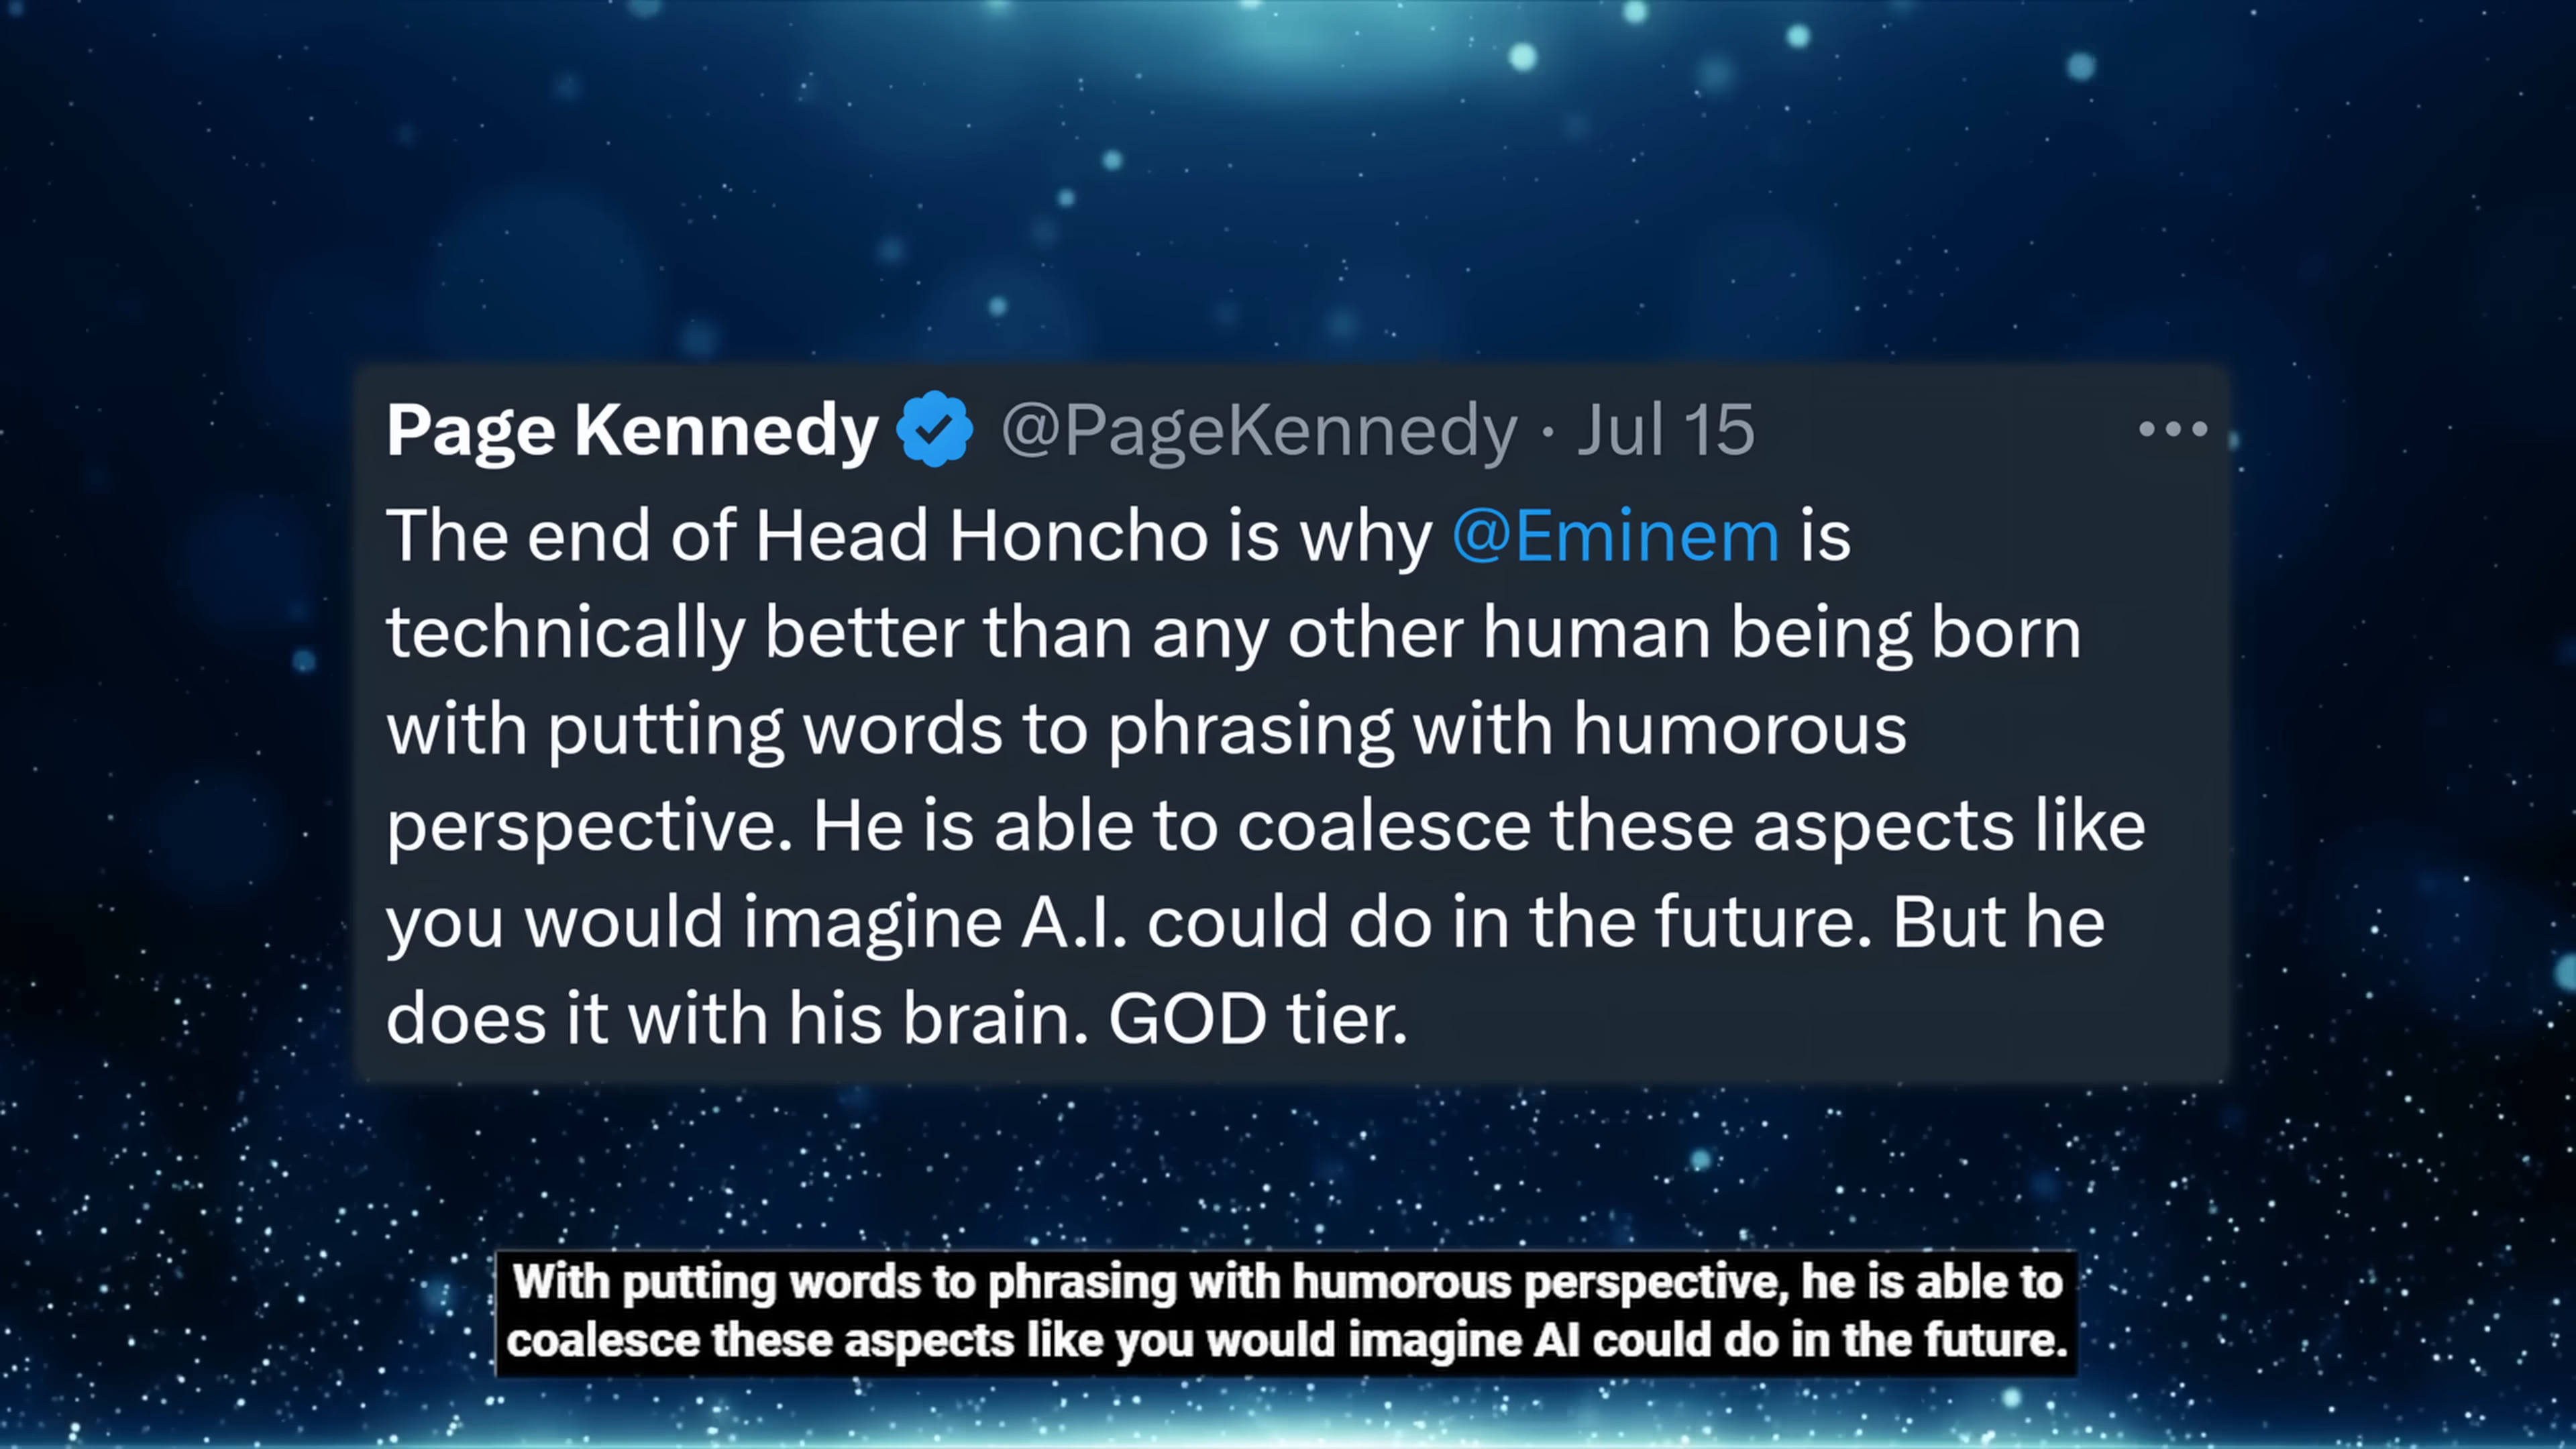 Page Kennedy @PageKennedy · Jul 15
The end of Head Honcho is why @Eminem is
technically better than any other human being born
with putting words to phrasing with humorous
perspective. He is able to coalesce these aspects like
you would imagine A.I. could do in the future. But he
does it with his brain. GOD tier.
With putting words to phrasing with humorous perspective, he is able to
coalesce these aspects like you would imagine AI could do in the future.